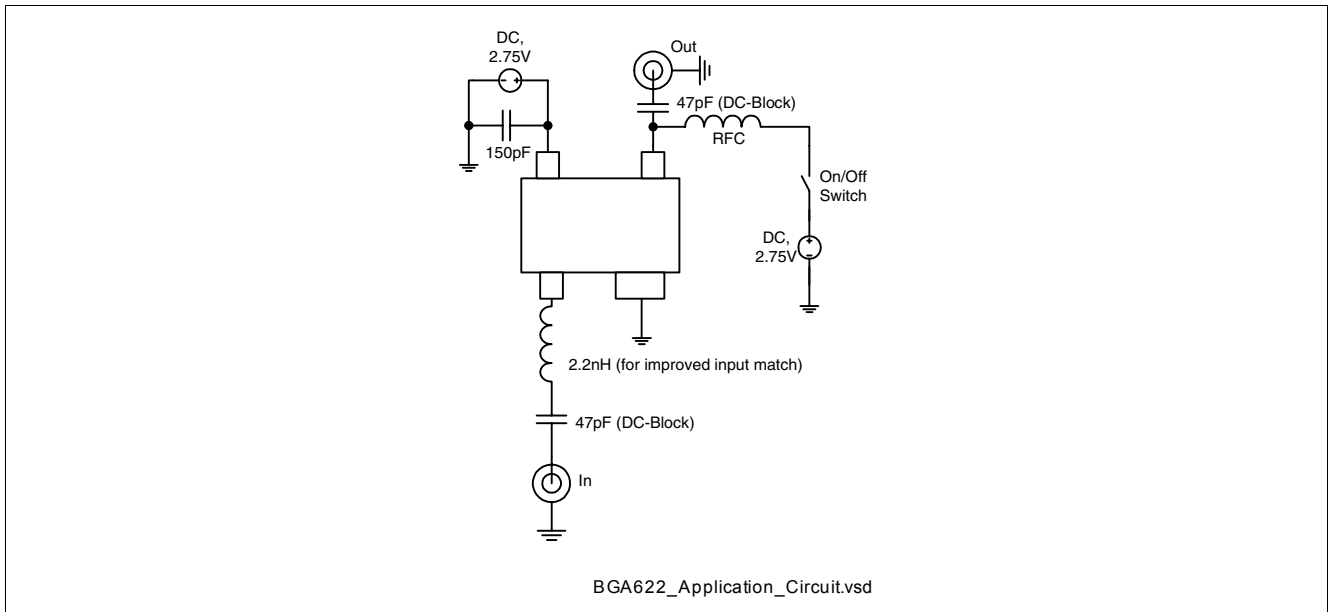 DC,
2.75V
Out
47pF (DC-Block)
RFC
150pF
On/Off
Switch
DC,
2.75V
2.2nH (for improved input match)
47pF (DC-Block)
In
BGA622_Application_Circuit.vsd